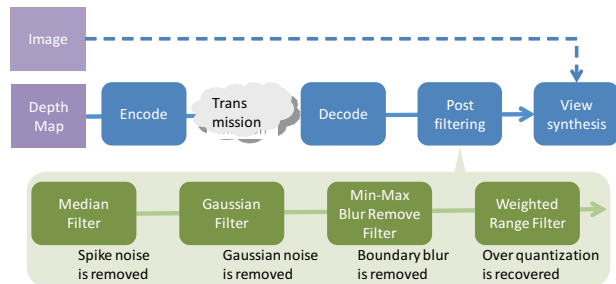 Image
Depth
Map
Encode
Trans
mission
Decode
Post
filtering
View
synthesis
Median
Filter
Gaussian
Filter
Min-Max
Blur Remove
Filter
Weighted
Range Filter
Spike noise
is removed
Gaussian noise
is removed
Boundary blur
is removed
Over quantization
is recovered